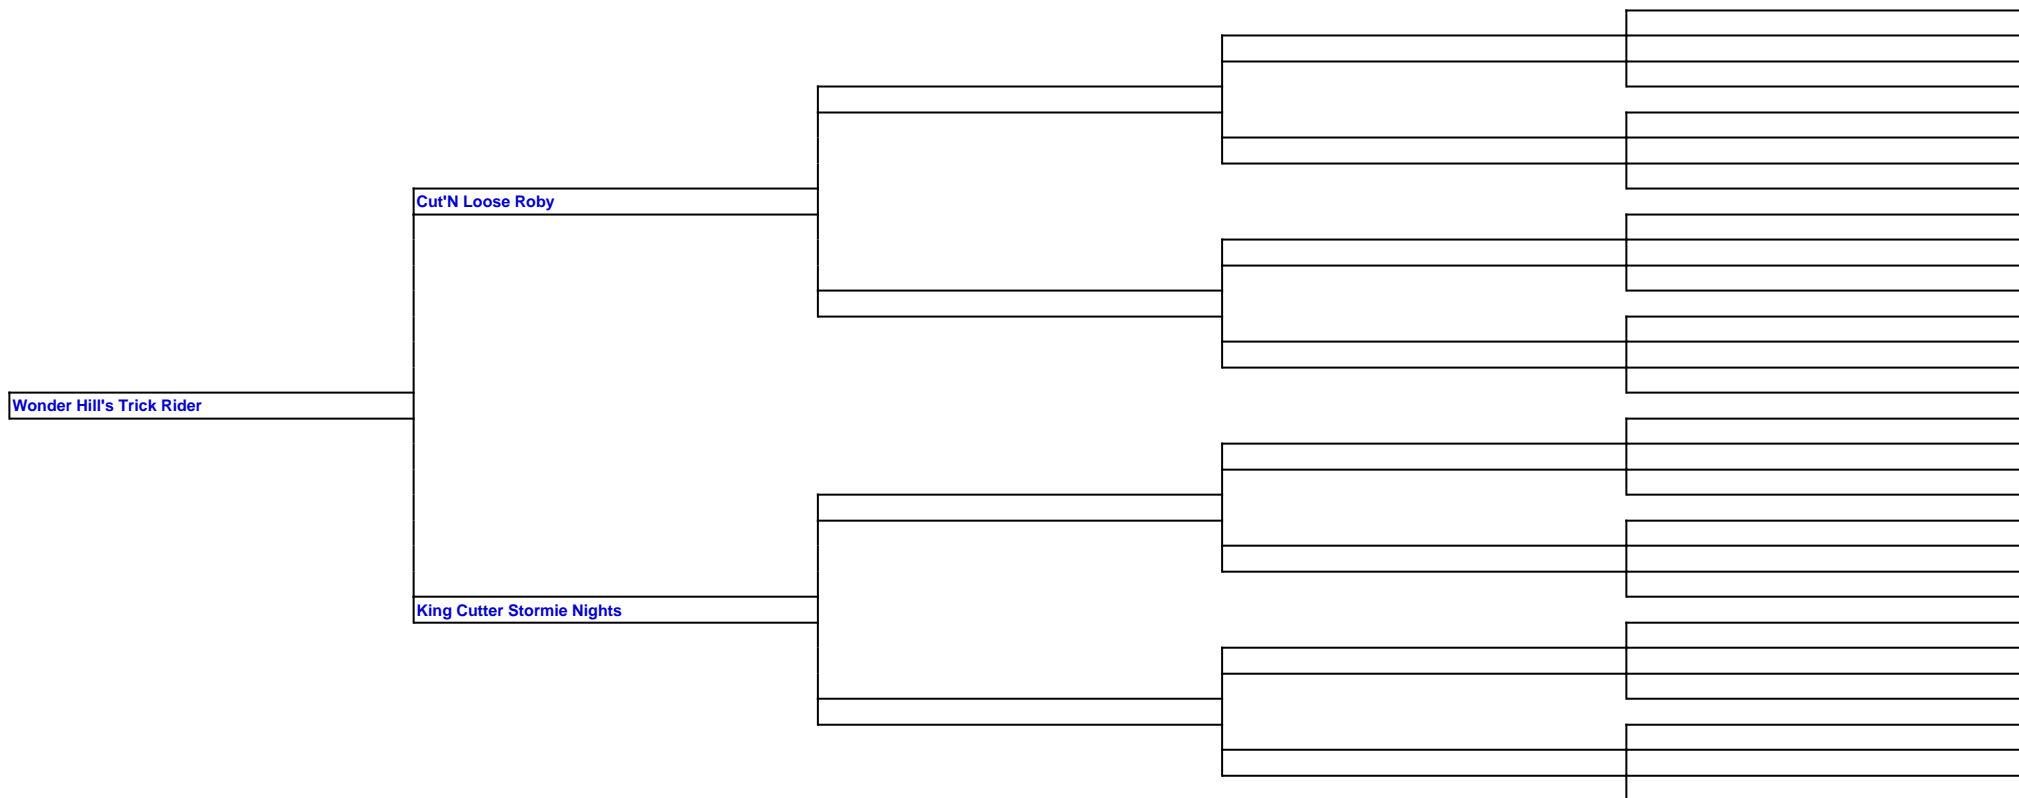 Cut'N Loose Roby
Wonder Hill's Trick Rider
King Cutter Stormie Nights